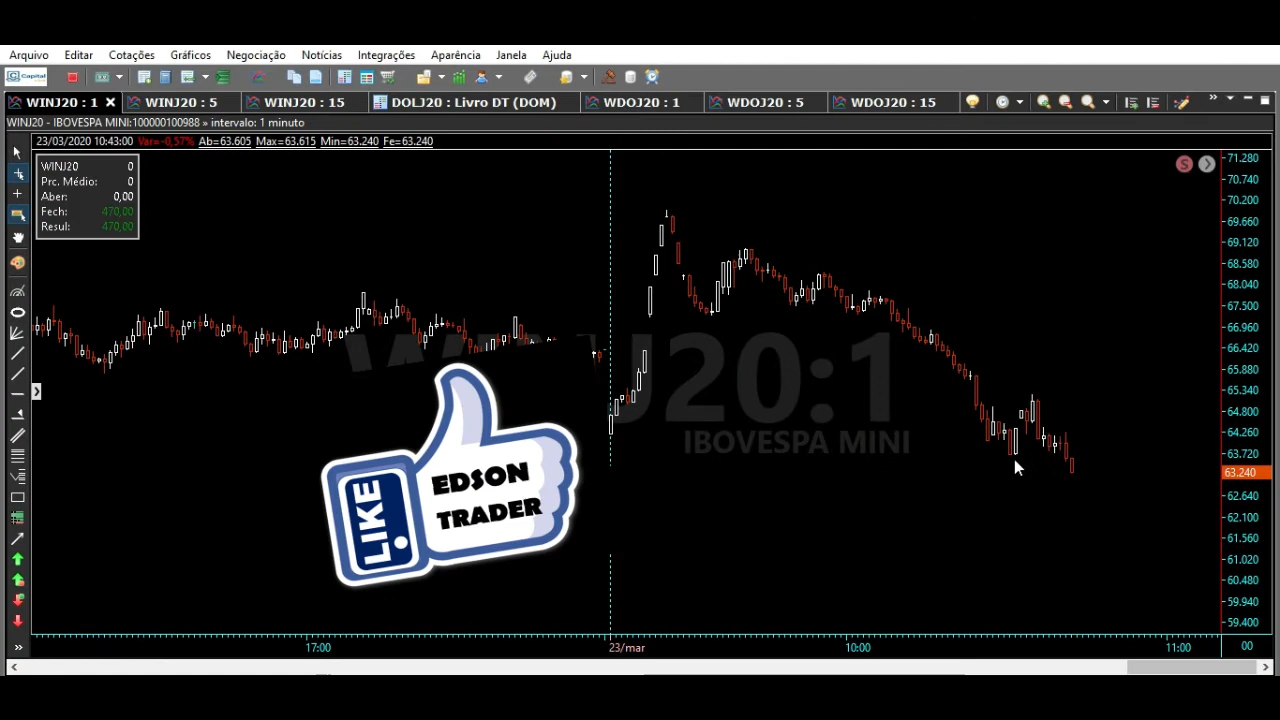 Arquivo Editar Cotações Gráficos Negociação Notícias Integrações Aparência Janela Ajuda
Capital
WINJ20 : 1 WINJ20 : 5 WINJ20 : 15 DOLJ20 : Livro DT (DOM) WDOJ20 : 1 WDOJ20 : 5 WDOJ20 : 15
WINJ20 - IBOVESPA MINI:100000100988 » intervalo: 1 minuto
23/03/2020 10:43:00 Var=-0,57% Ab=63.605 Max=63.615 Min=63.240 Fe=63.240
WINJ20 0
Prc. Médio: 0
Aber: 0,00
Fech: 470,00
Resul: 470,00
S
71.280
70.740
70.200
69.660
69.120
68.580
68.040
67.500
66.960
66.420
65.880
65.340
64.800
64.260
63.720
63.240
62.640
62.100
61.560
61.020
60.480
59.940
59.400
WINJ20:1
IBOVESPA MINI
LIKE
EDSON
TRADER
17:00 23/mar 10:00 11:00 00